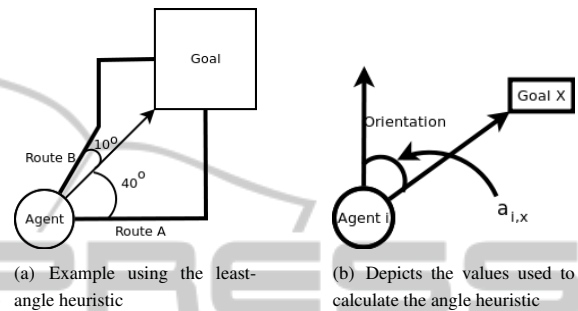 Goal
10°
Route B
40°
Agent
Route A
Goal X
Orientation
Agent i
a i,x
(a) Example using the least-
angle heuristic
(b) Depicts the values used to
calculate the angle heuristic
PRESS